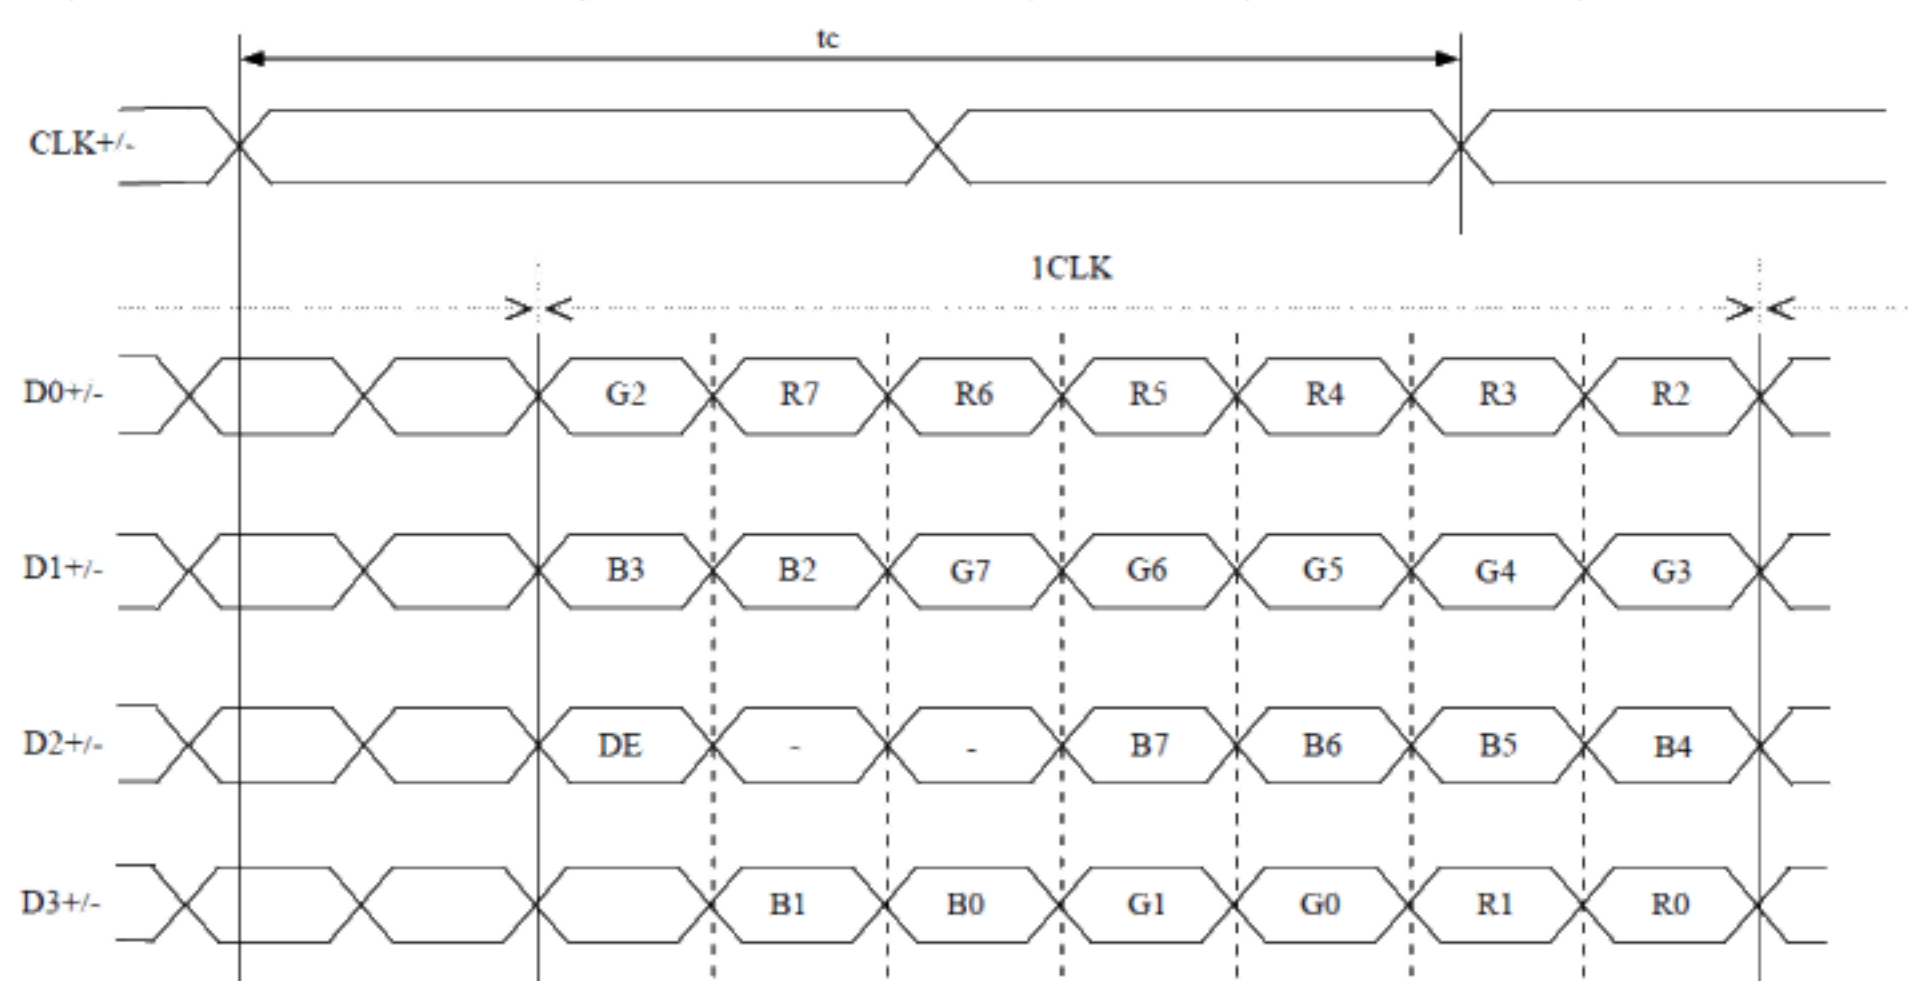 tc
CLK+/-
1CLK
D0+/- G2 R7 R6 R5 R4 R3 R2
D1+/- B3 B2 G7 G6 G5 G4 G3
D2+/- DE - - B7 B6 B5 B4
D3+/- B1 B0 G1 G0 R1 R0